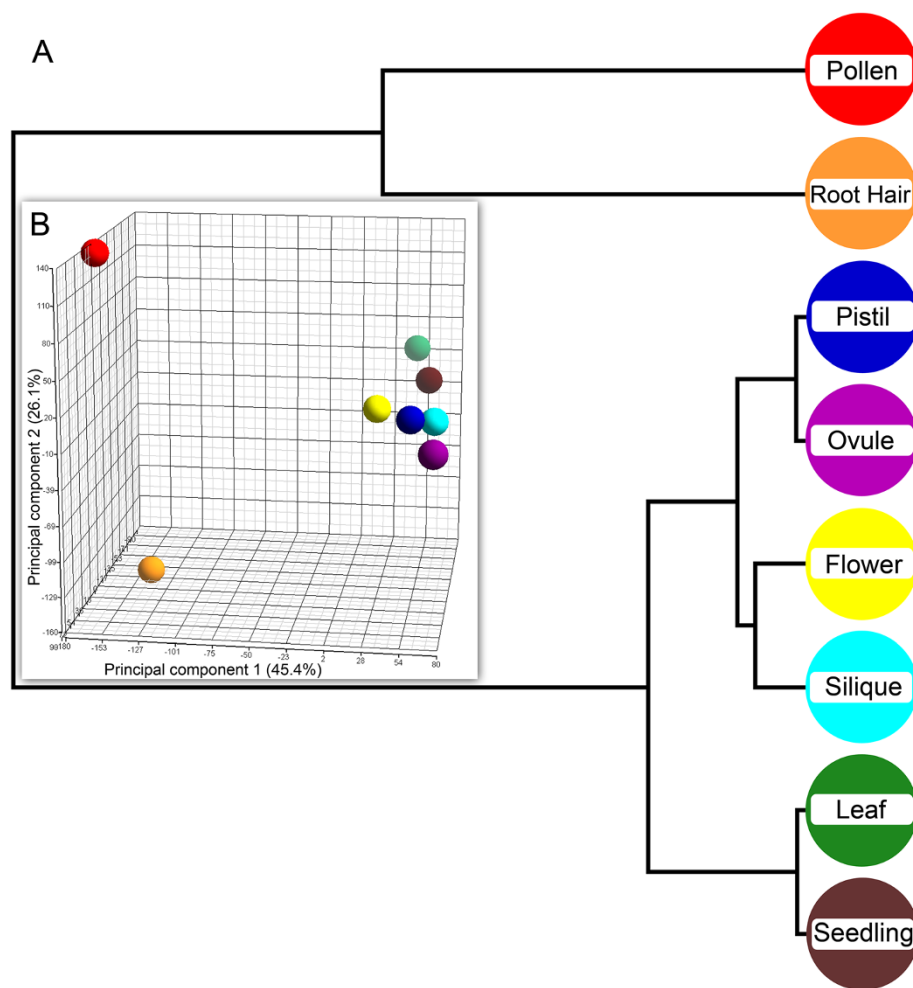 A
Pollen
Root Hair
B
Pistil
Ovule
Flower
Silique
Leaf
Seedling
140
110
80
50
20
-10
-39
-69
-99
-129
-160
Principal component 2 (26.1%)
-180
-153
-127
-101
-75
-50
-23
2
28
54
80
Principal component 1 (45.4%)